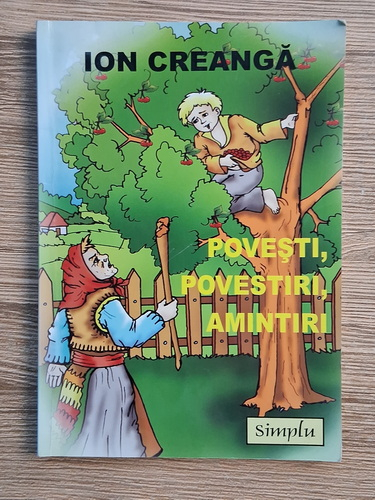 ION CREANGĂ
POVEŞTI,
POVESTIRI,
AMINTIRI
Simplu